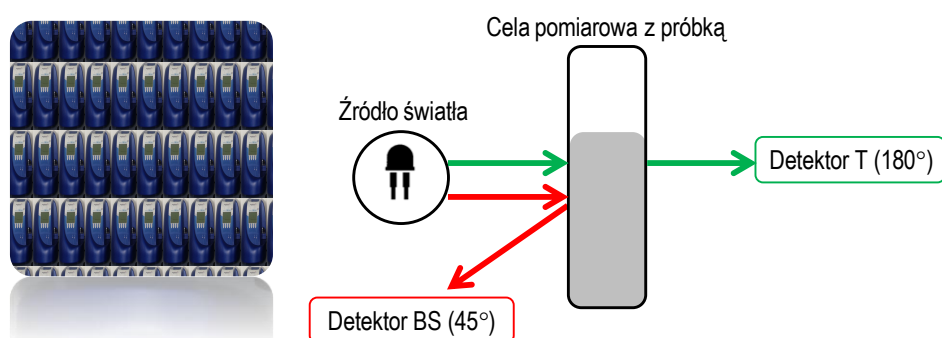 Cela pomiarowa z próbką
Źródło światła
Detektor T (180°)
Detektor BS (45°)